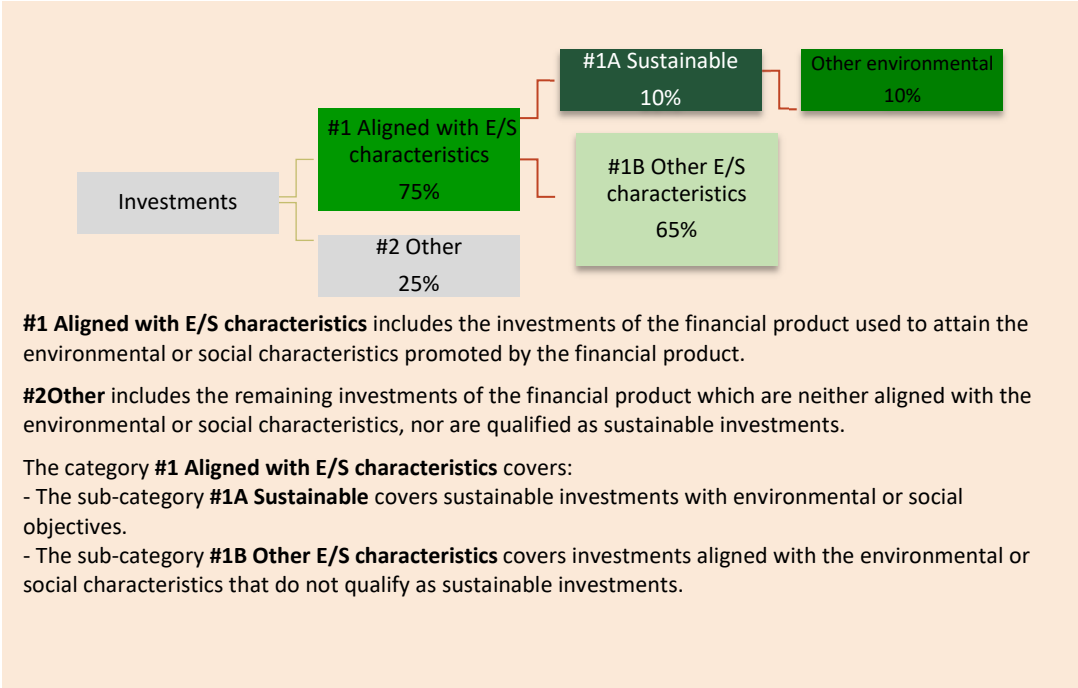 #1A Sustainable
10%
Other environmental
10%
#1 Aligned with E/S
characteristics
75%
#1B Other E/S
characteristics
65%
Investments
#2 Other
25%
#1 Aligned with E/S characteristics includes the investments of the financial product used to attain the
environmental or social characteristics promoted by the financial product.
#2Other includes the remaining investments of the financial product which are neither aligned with the
environmental or social characteristics, nor are qualified as sustainable investments.
The category #1 Aligned with E/S characteristics covers:
- The sub-category #1A Sustainable covers sustainable investments with environmental or social
objectives.
- The sub-category #1B Other E/S characteristics covers investments aligned with the environmental or
social characteristics that do not qualify as sustainable investments.